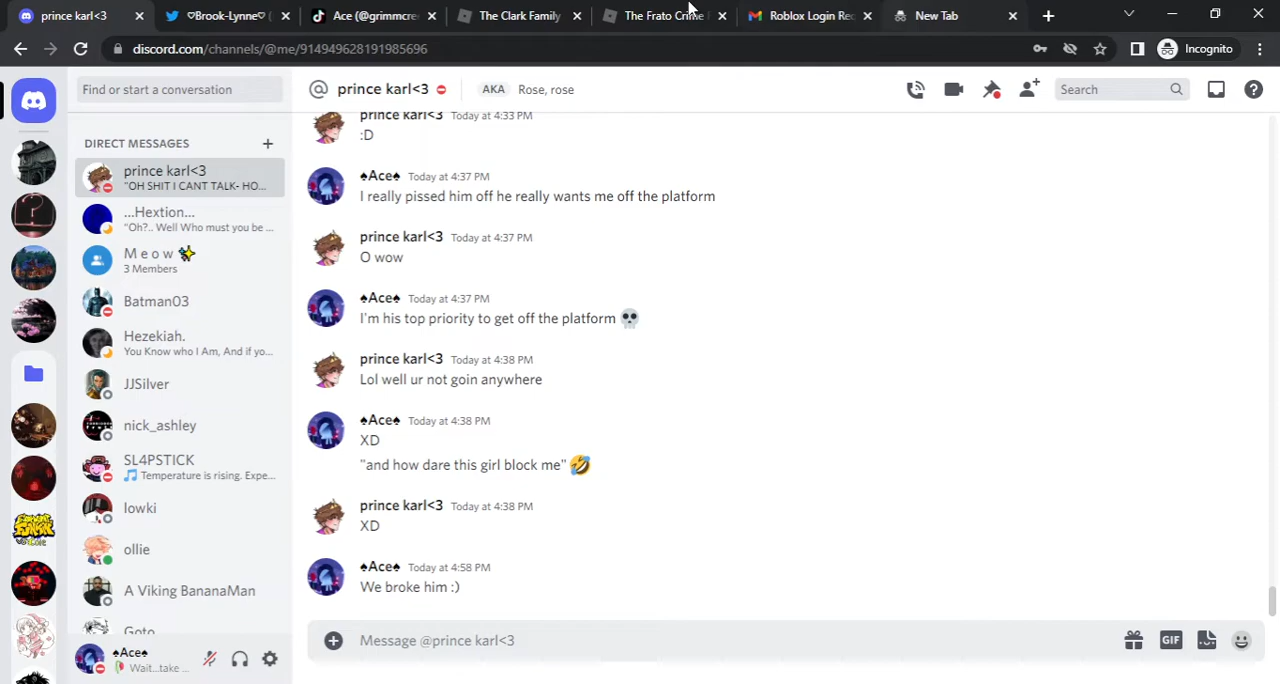 prince karl<3
♡Brook-Lynne♡ (
Ace (@grimmcre
The Clark Family
The Frato Crime F
Roblox Login Rec
New Tab
discord.com/channels/@me/914949628191985696
Incognito
Find or start a conversation
prince karl<3
AKA
Rose, rose
Search
DIRECT MESSAGES
prince karl<3
"OH SHIT I CANT TALK- HO...
...Hextion...
"Oh?.. Well Who must you be ...
M e o w ✨
3 Members
Batman03
Hezekiah.
You Know who I Am, And if yo...
JJSilver
nick_ashley
SL4PSTICK
🎵 Temperature is rising. Expe...
lowki
ollie
A Viking BananaMan
Goto
♠Ace♠
Wait...take ...
prince karl<3 Today at 4:33 PM
:D
♠Ace♠ Today at 4:37 PM
I really pissed him off he really wants me off the platform
prince karl<3 Today at 4:37 PM
O wow
♠Ace♠ Today at 4:37 PM
I'm his top priority to get off the platform 💀
prince karl<3 Today at 4:38 PM
Lol well ur not goin anywhere
♠Ace♠ Today at 4:38 PM
XD
"and how dare this girl block me" 🤣
prince karl<3 Today at 4:38 PM
XD
♠Ace♠ Today at 4:58 PM
We broke him :)
Message @prince karl<3
GIF